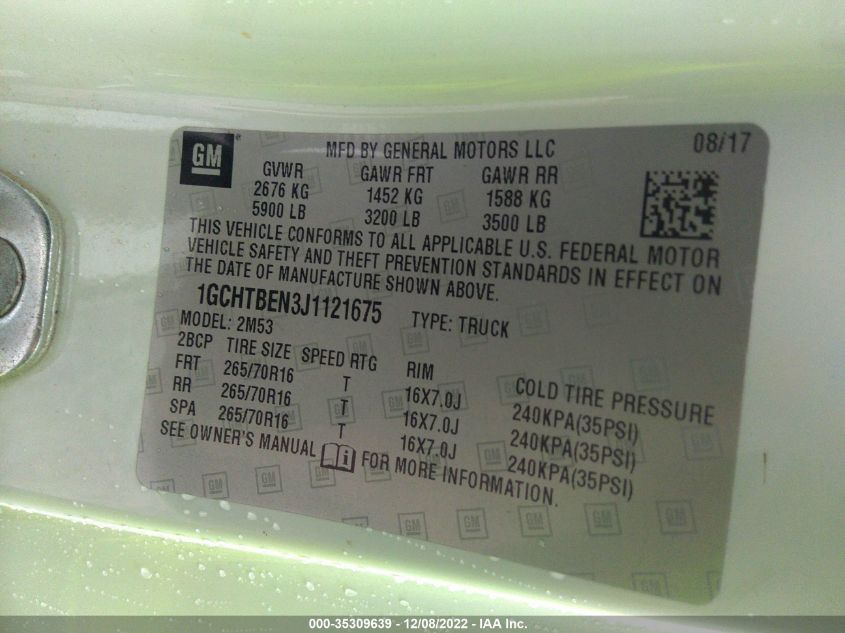 GM
MFD BY GENERAL MOTORS LLC 08/17
GVWR GAWR FRT GAWR RR
2676 KG 1452 KG 1588 KG
5900 LB 3200 LB 3500 LB
THIS VEHICLE CONFORMS TO ALL APPLICABLE U.S. FEDERAL MOTOR
VEHICLE SAFETY AND THEFT PREVENTION STANDARDS IN EFFECT ON
THE DATE OF MANUFACTURE SHOWN ABOVE.
1GCHTBEN3J1121675 TYPE: TRUCK
MODEL: 2M53
2BCP TIRE SIZE SPEED RTG RIM COLD TIRE PRESSURE
FRT 265/70R16 T 16X7.0J 240KPA(35PSI)
RR 265/70R16 T 16X7.0J 240KPA(35PSI)
SPA 265/70R16 T 16X7.0J 240KPA(35PSI)
SEE OWNER'S MANUAL FOR MORE INFORMATION.
000-35309639 - 12/08/2022 - IAA Inc.